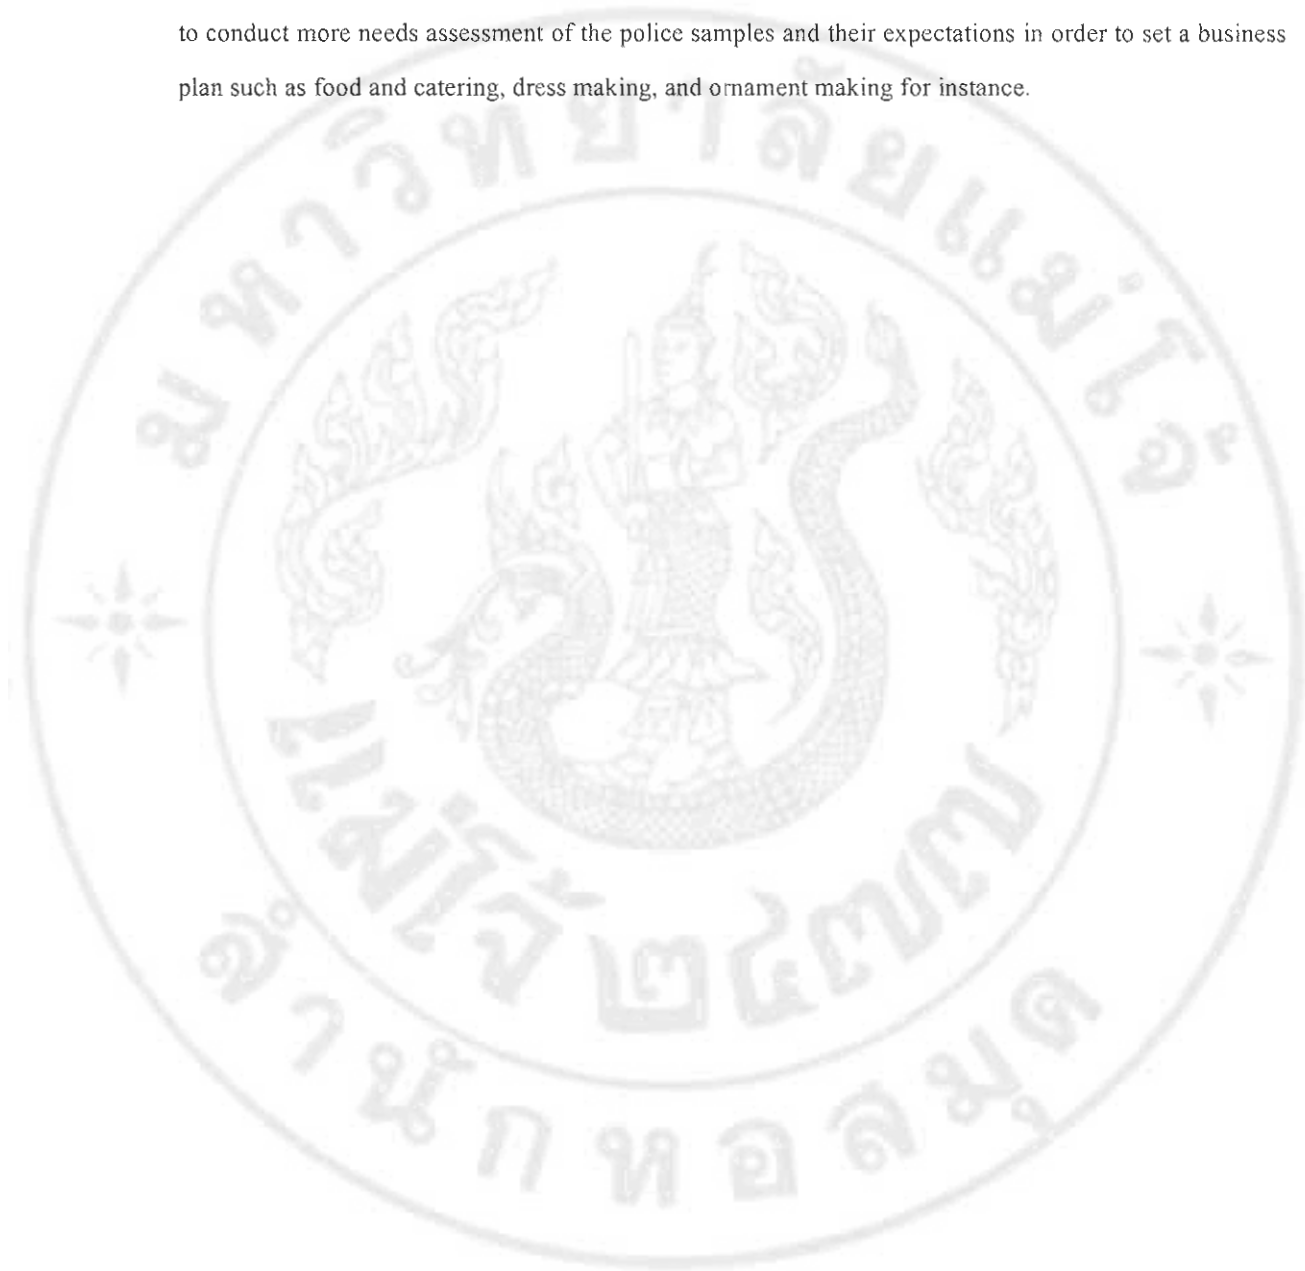 to conduct more needs assessment of the police samples and their expectations in order to set a business
plan such as food and catering, dress making, and ornament making for instance.
มหาวิทยาลัยแม่โจ้
แม่โจ้ ๒๔๗๗
สำนักหอสมุด